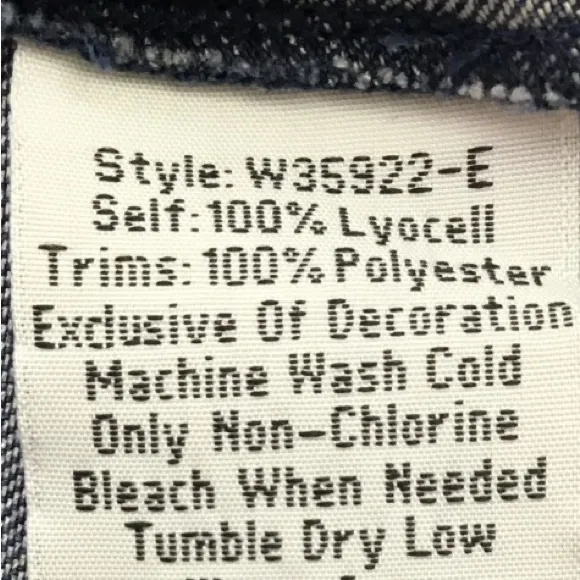 Style: W35922-E
Self: 100% Lyocell
Trims: 100% Polyester
Exclusive Of Decoration
Machine Wash Cold
Only Non-Chlorine
Bleach When Needed
Tumble Dry Low